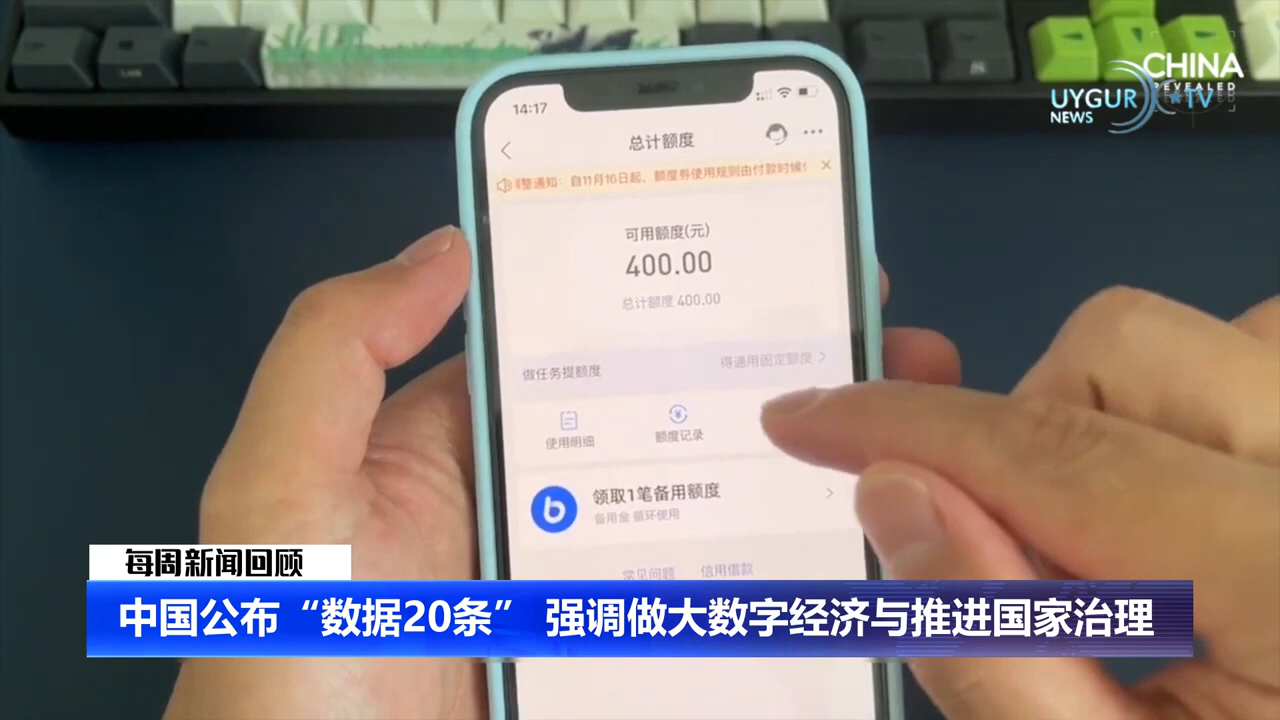 14:17
总计额度
CHINA
REVEALED
UYGUR TV
NEWS
调整通知：自11月16日起，额度券使用规则由付款时候
可用额度(元)
400.00
总计额度 400.00
做任务提额度
得通用固定额度
使用明细
额度记录
领取1笔备用额度
备用金 循环使用
常见问题
信用借款
每周新闻回顾
中国公布“数据20条” 强调做大数字经济与推进国家治理